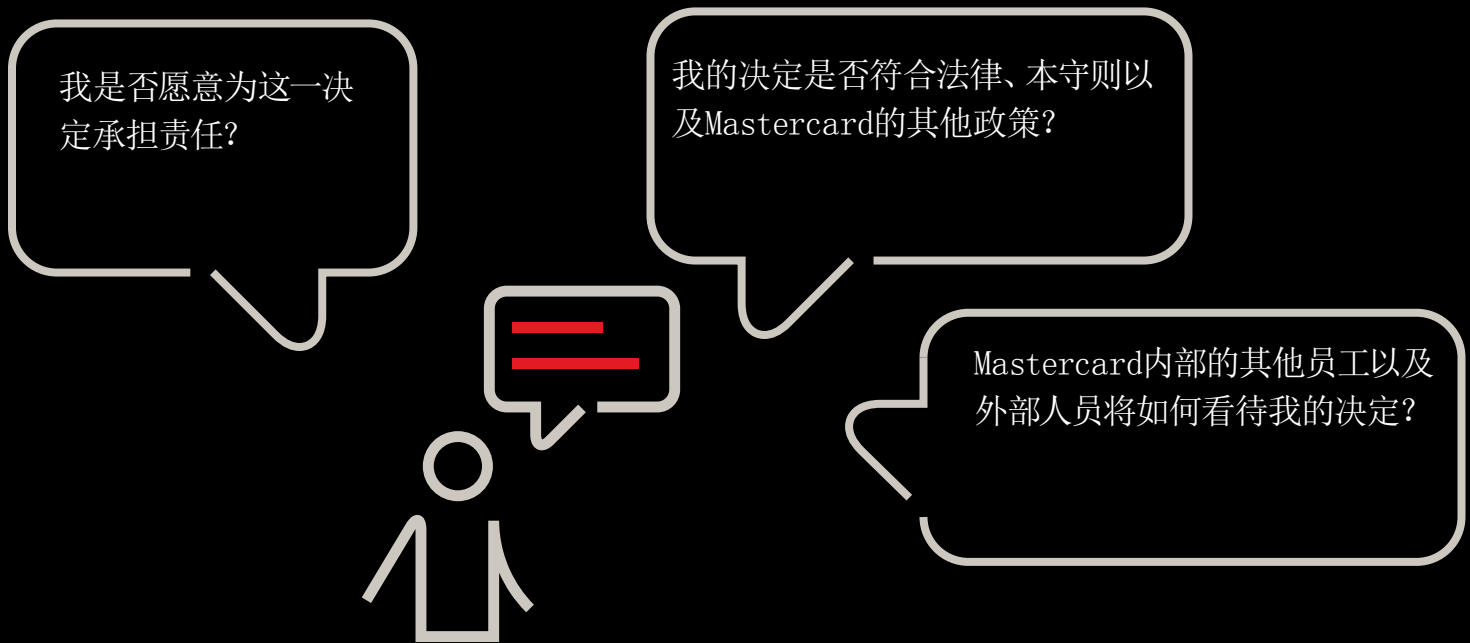 我是否愿意为这一决
定承担责任？
我的决定是否符合法律、本守则以
及Mastercard的其他政策？
Mastercard内部的其他员工以及
外部人员将如何看待我的决定？